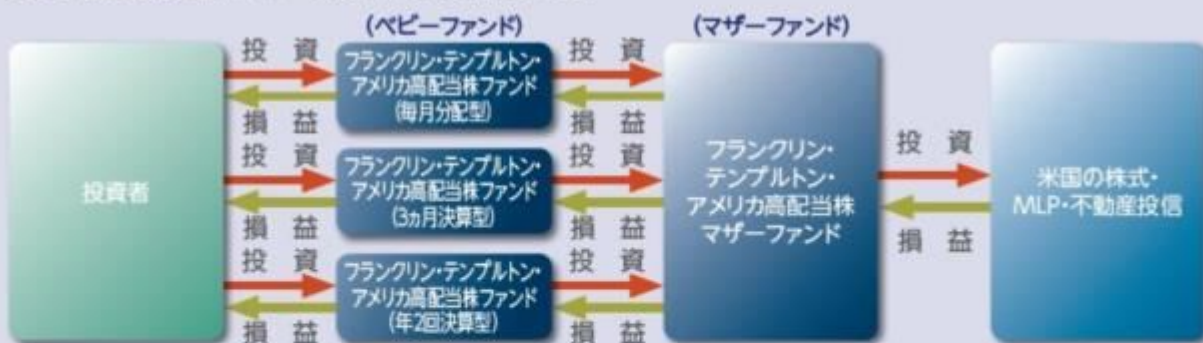 (ベビーファンド)
(マザーファンド)
投資者
投 資
損 益
フランクリン・テンプルトン・
アメリカ高配当株ファンド
(毎月分配型)
投 資
損 益
投 資
損 益
フランクリン・テンプルトン・
アメリカ高配当株ファンド
(3ヵ月決算型)
投 資
損 益
投 資
損 益
フランクリン・テンプルトン・
アメリカ高配当株ファンド
(年2回決算型)
投 資
損 益
フランクリン・
テンプルトン・
アメリカ高配当株
マザーファンド
投 資
損 益
米国の株式・
MLP・不動産投信